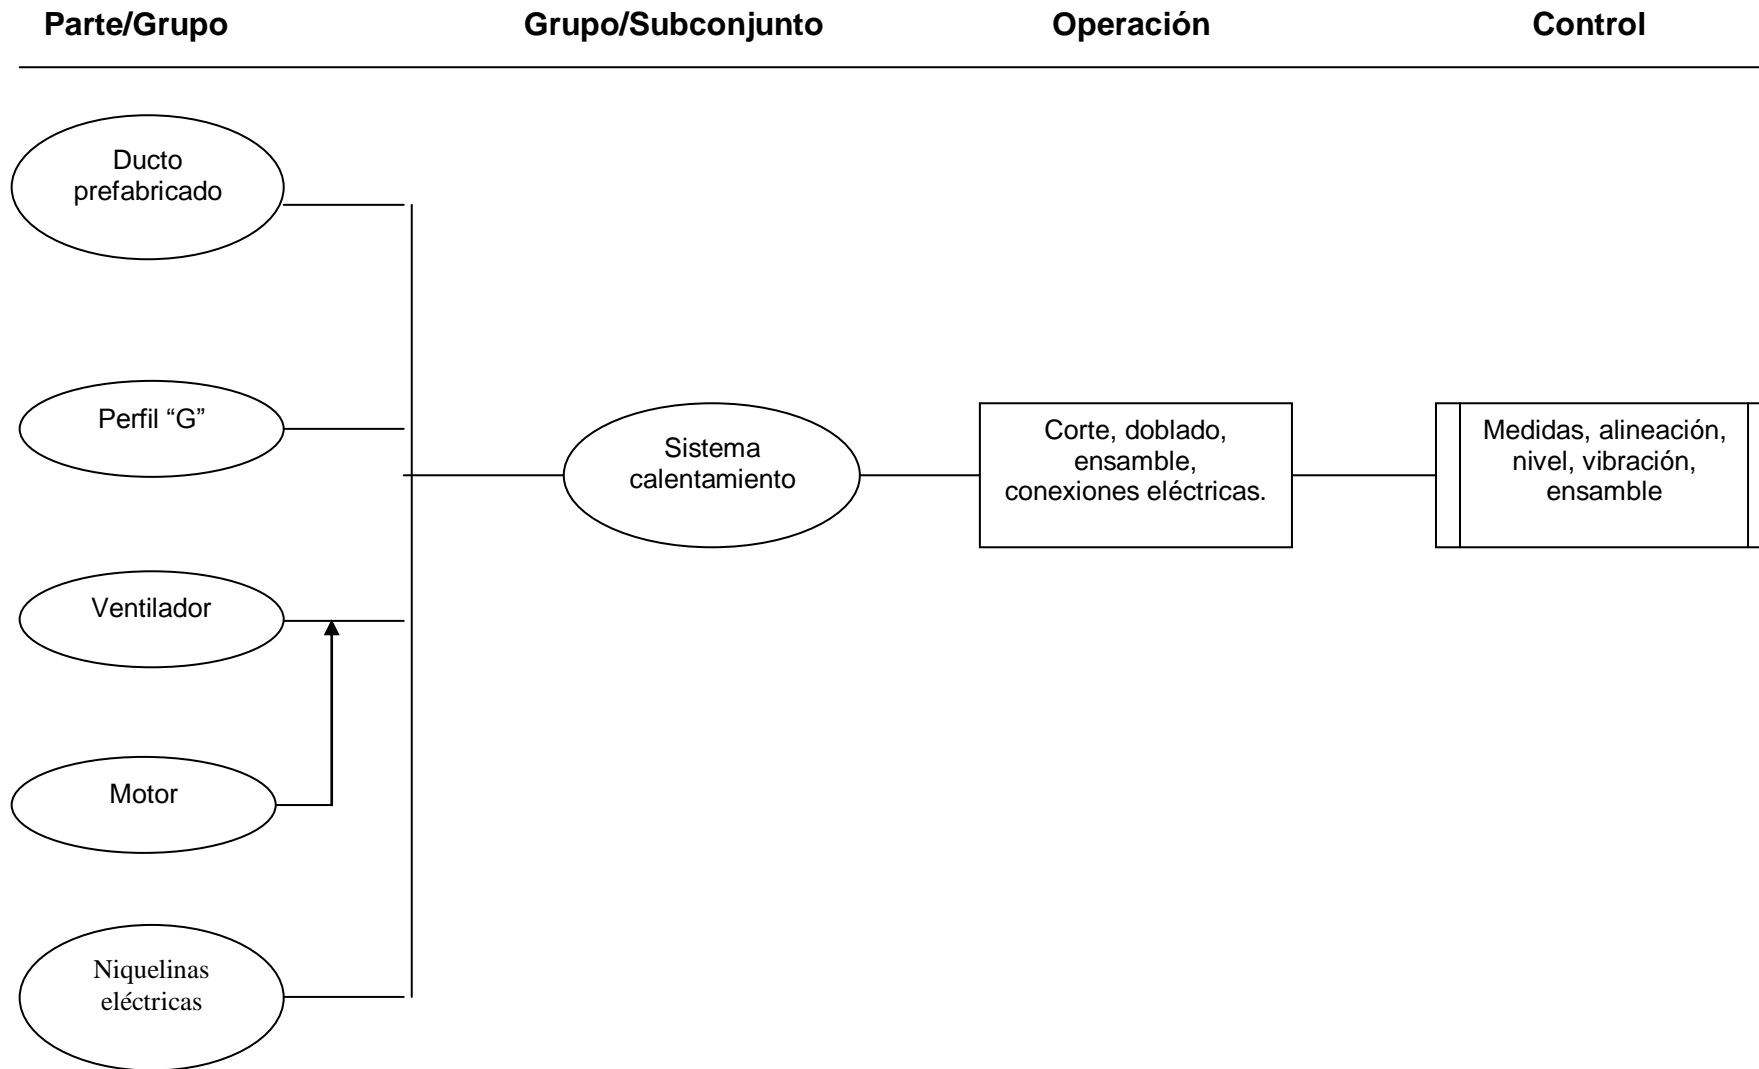 Parte/Grupo Grupo/Subconjunto Operación Control
Ducto
prefabricado
Perfil “G”
Ventilador
Motor
Niquelinas
eléctricas
Sistema
calentamiento
Corte, doblado,
ensamble,
conexiones eléctricas.
Medidas, alineación,
nivel, vibración,
ensamble